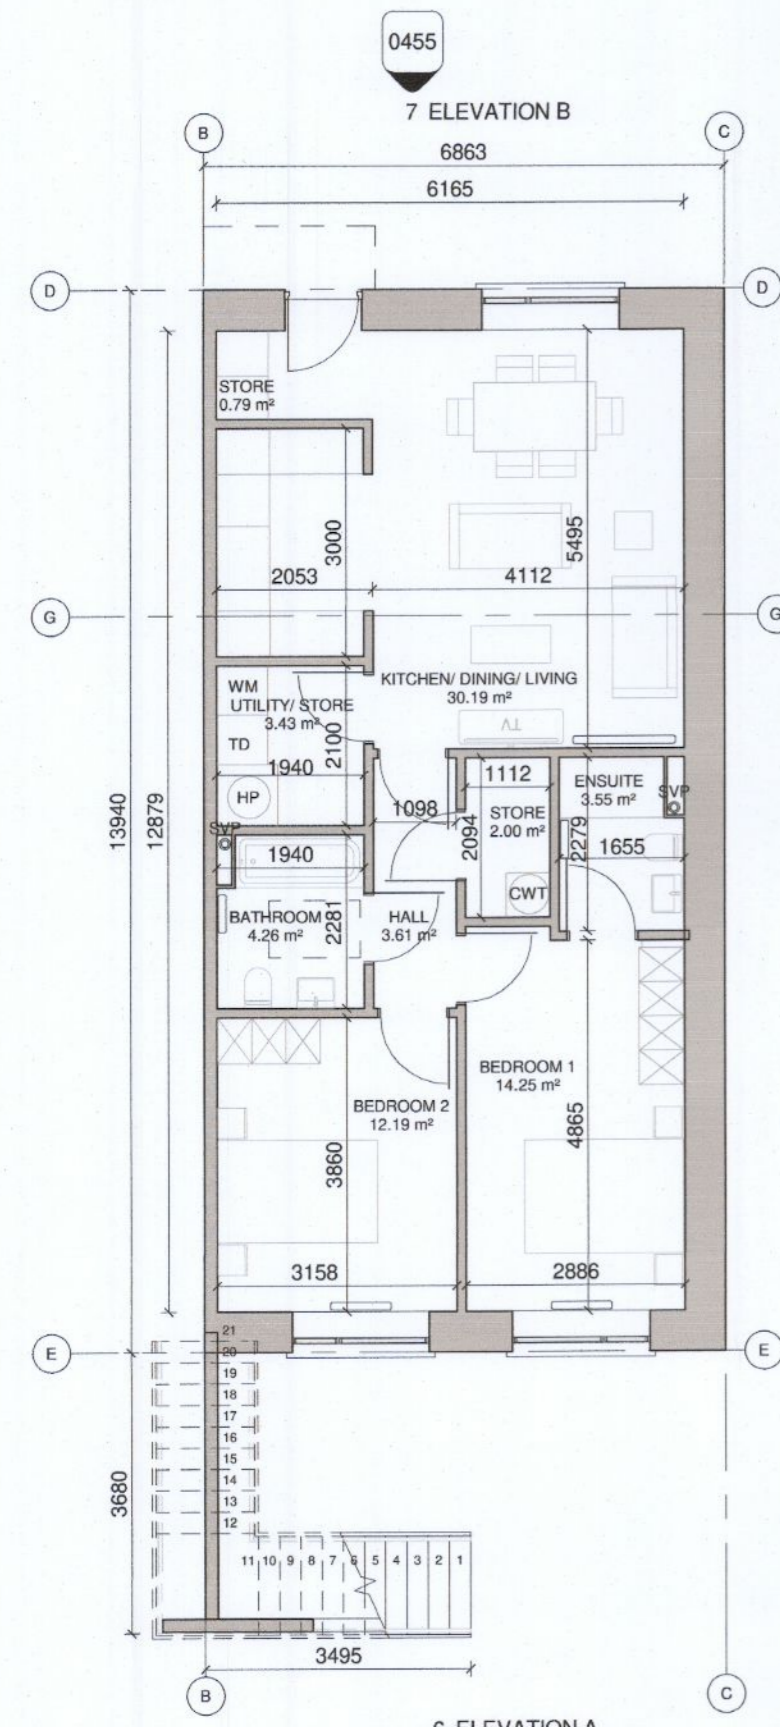 0455
7 ELEVATION B
B
C
6863
6165
D
D
STORE
0.79 m²
3000
5495
2053
4112
G
G
KITCHEN/ DINING/ LIVING
30.19 m²
WM
UTILITY/ STORE
3.43 m²
TV
2100
TD
1940
1112
ENSUITE
3.55 m²
SVP
HP
1098
STORE
2.00 m²
2094
2279
13940
12879
SVP
1940
1655
CWT
BATHROOM
4.26 m²
2281
HALL
3.61 m²
BEDROOM 1
14.25 m²
BEDROOM 2
12.19 m²
3860
4865
3158
2886
E
E
21
20
19
18
17
16
15
14
13
12
3680
11 10 9 8 7 6 5 4 3 2 1
3495
B
C
6 ELEVATION A